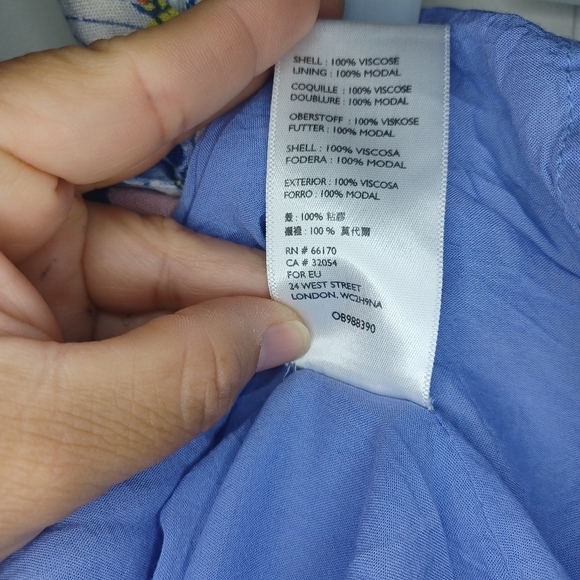 SHELL : 100% VISCOSE
LINING : 100% MODAL
COQUILLE : 100% VISCOSE
DOUBLURE : 100% MODAL
OBERSTOFF : 100% VISKOSE
FUTTER : 100% MODAL
SHELL : 100% VISCOSA
FODERA : 100% MODAL
EXTERIOR : 100% VISCOSA
FORRO : 100% MODAL
殼 : 100% 粘膠
襯裡 : 100 % 莫代爾
RN # 66170
CA # 32054
FOR EU
24 WEST STREET
LONDON, WC2H9NA
OB988390